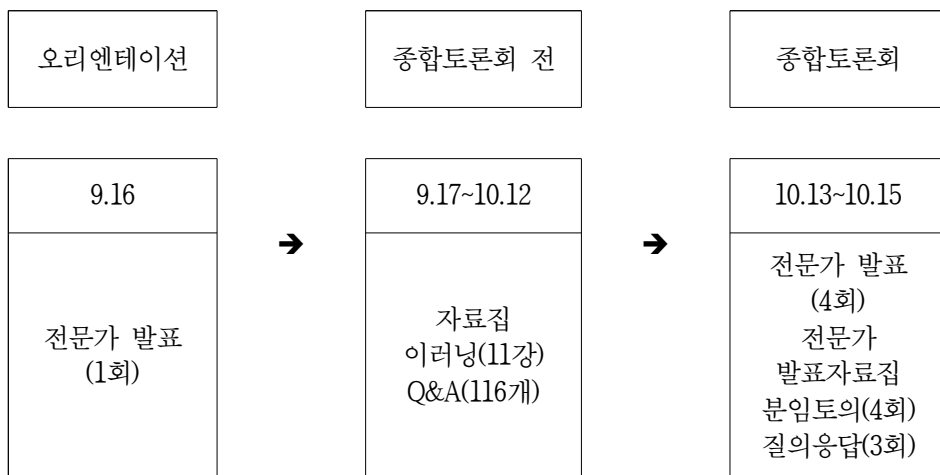 오리엔테이션
종합토론회 전
종합토론회
9.16
전문가 발표
(1회)
➔
9.17~10.12
자료집
이러닝(11강)
Q&A(116개)
➔
10.13~10.15
전문가 발표
(4회)
전문가
발표자료집
분임토의(4회)
질의응답(3회)